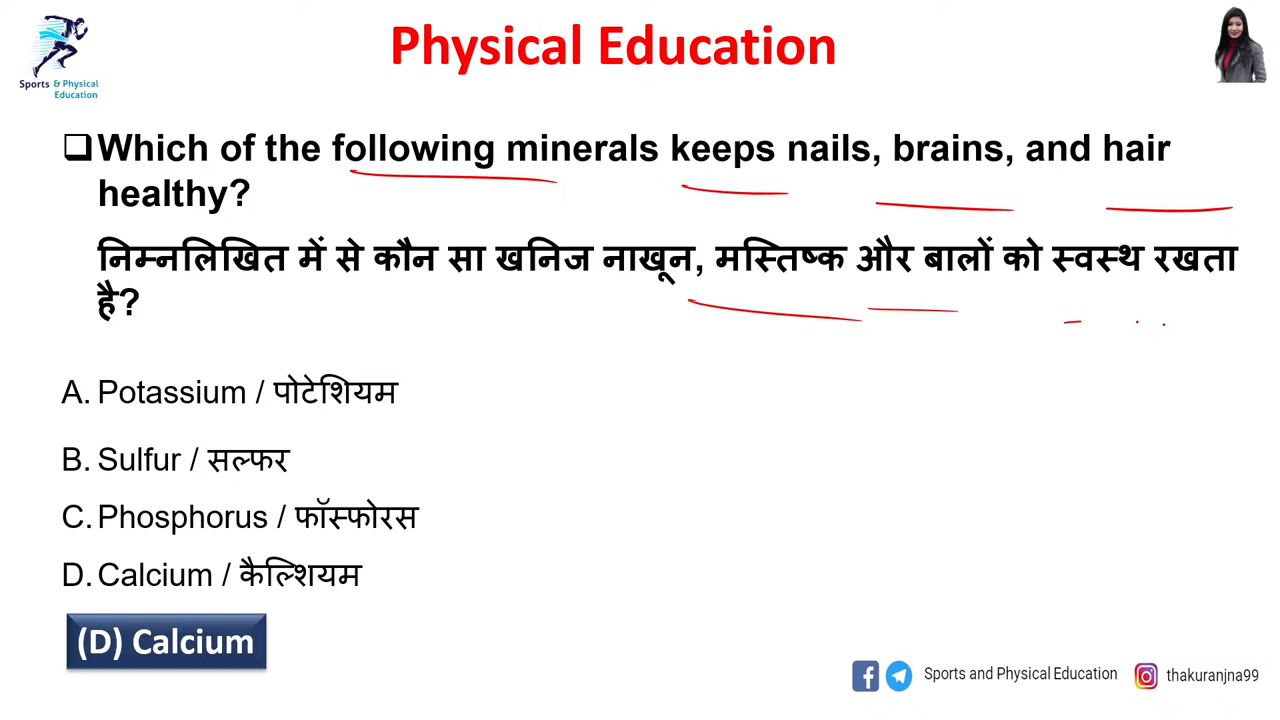 Physical Education
Sports & Physical
Education
Which of the following minerals keeps nails, brains, and hair
healthy?
निम्नलिखित में से कौन सा खनिज नाखून, मस्तिष्क और बालों को स्वस्थ रखता
है?
A. Potassium / पोटेशियम
B. Sulfur / सल्फर
C. Phosphorus / फॉस्फोरस
D. Calcium / कैल्शियम
(D) Calcium
Sports and Physical Education thakuranjna99